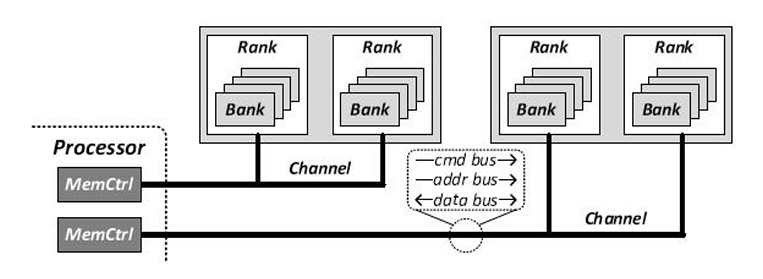 Rank
Rank
Rank
Rank
Bank
Bank
Bank
Bank
Processor
Channel
cmd bus
addr bus
data bus
MemCtrl
Channel
MemCtrl